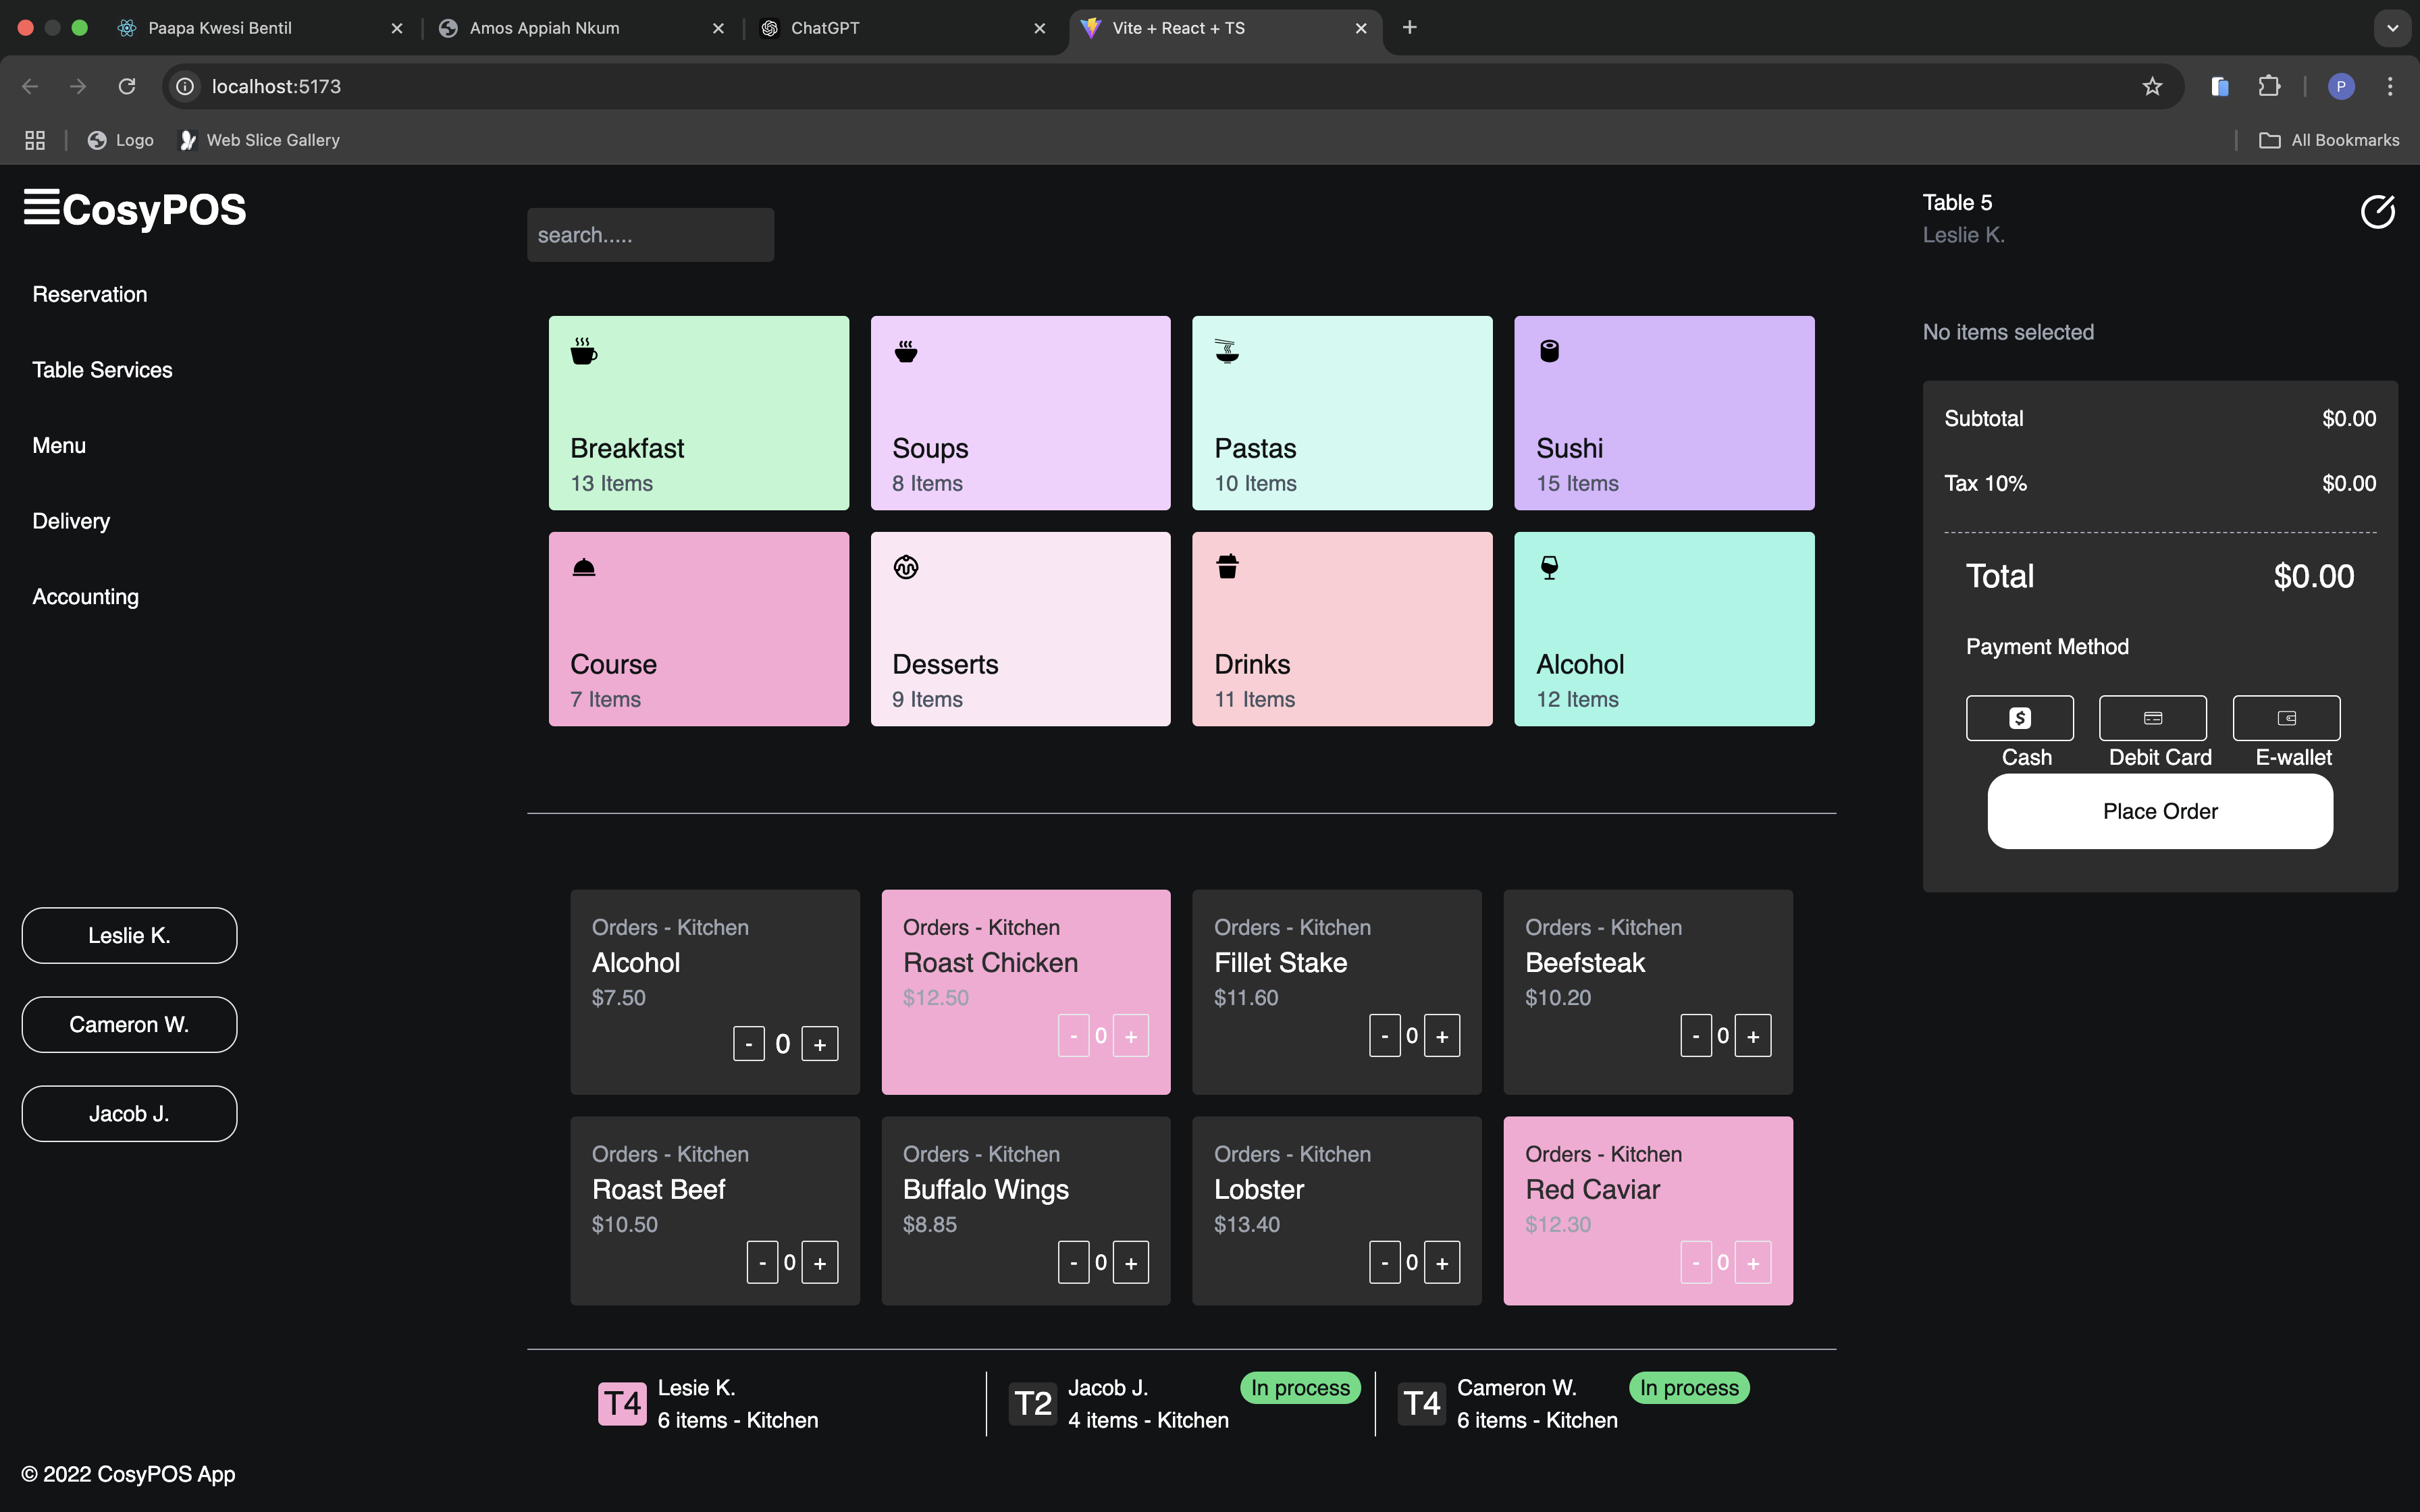 Paapa Kwesi Bentil
Amos Appiah Nkum
ChatGPT
Vite + React + TS
localhost:5173
P
Logo
Web Slice Gallery
All Bookmarks
CosyPOS
Reservation
Table Services
Menu
Delivery
Accounting
Leslie K.
Cameron W.
Jacob J.
© 2022 CosyPOS App
search.....
Breakfast
13 Items
Soups
8 Items
Pastas
10 Items
Sushi
15 Items
Course
7 Items
Desserts
9 Items
Drinks
11 Items
Alcohol
12 Items
Orders - Kitchen
Alcohol
$7.50
- 0 +
Orders - Kitchen
Roast Chicken
$12.50
- 0 +
Orders - Kitchen
Fillet Stake
$11.60
- 0 +
Orders - Kitchen
Beefsteak
$10.20
- 0 +
Orders - Kitchen
Roast Beef
$10.50
- 0 +
Orders - Kitchen
Buffalo Wings
$8.85
- 0 +
Orders - Kitchen
Lobster
$13.40
- 0 +
Orders - Kitchen
Red Caviar
$12.30
- 0 +
T4
Lesie K.
6 items - Kitchen
T2
Jacob J.
In process
4 items - Kitchen
T4
Cameron W.
In process
6 items - Kitchen
Table 5
Leslie K.
No items selected
Subtotal $0.00
Tax 10% $0.00
Total $0.00
Payment Method
$
Cash
Debit Card
E-wallet
Place Order